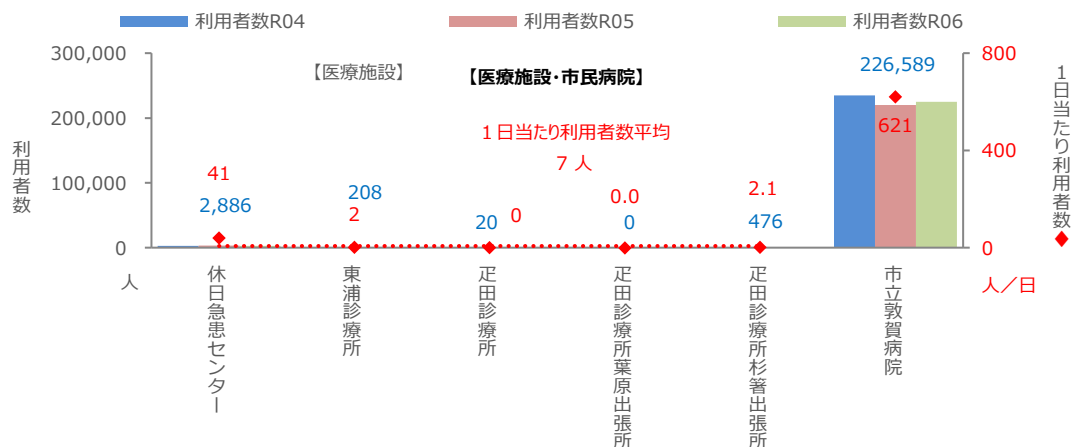 利用者数R04
利用者数R05
利用者数R06
300,000
200,000
100,000
0
利用者数
人
【医療施設】
【医療施設・市民病院】
１日当たり利用者数平均
７ 人
41
2,886
208
2
20
0
0.0
0
2.1
476
226,589
621
800
400
0
人／日
１日当たり利用者数
休日急患センター
東浦診療所
疋田診療所
疋田診療所葉原出張所
疋田診療所杉箸出張所
市立敦賀病院